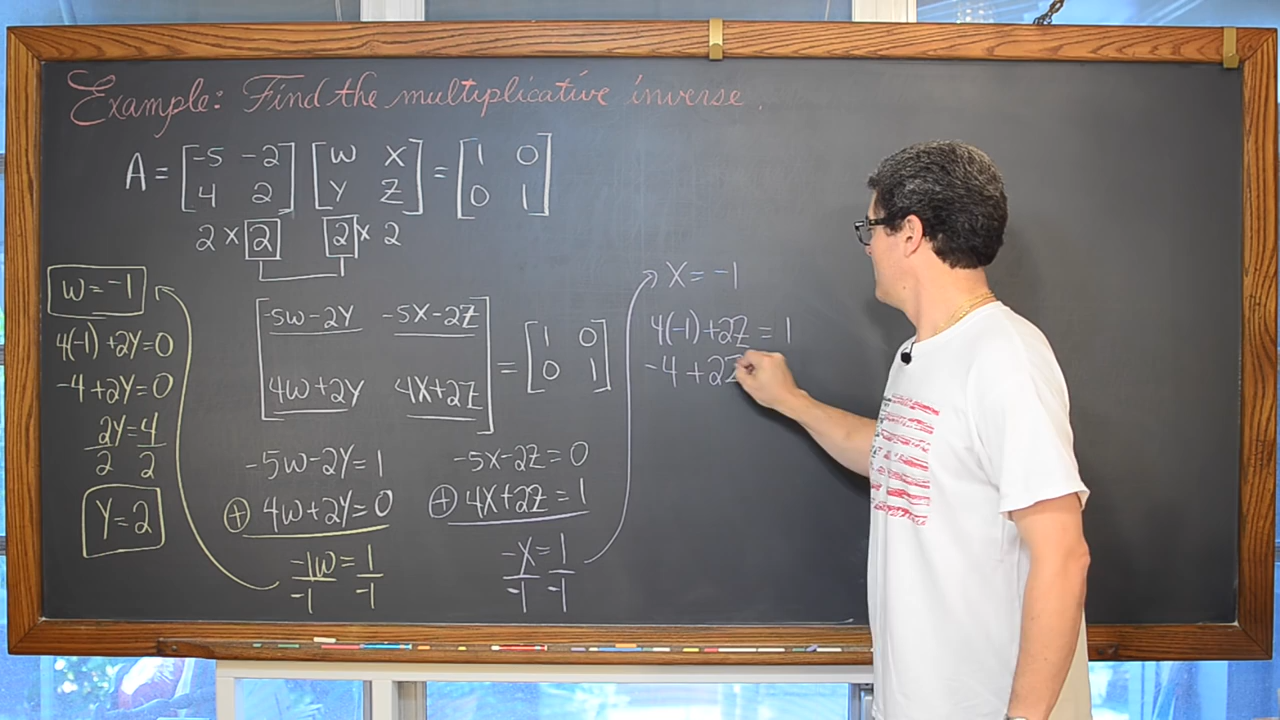 Example: Find the multiplicative inverse.
A = [-5 -2] [W X] = [1 0]
[4 2] [Y Z] [0 1]
2 × 2 2 × 2
W = -1
4(-1) + 2Y = 0
-4 + 2Y = 0
2Y = 4
2 2
Y = 2
-5W - 2Y -5X - 2Z
4W + 2Y 4X + 2Z
= [1 0]
[0 1]
-5W - 2Y = 1
⊕ 4W + 2Y = 0
-1W = 1
-1 -1
-5X - 2Z = 0
⊕ 4X + 2Z = 1
-X = 1
-1 -1
X = -1
4(-1) + 2Z = 1
-4 + 2Z